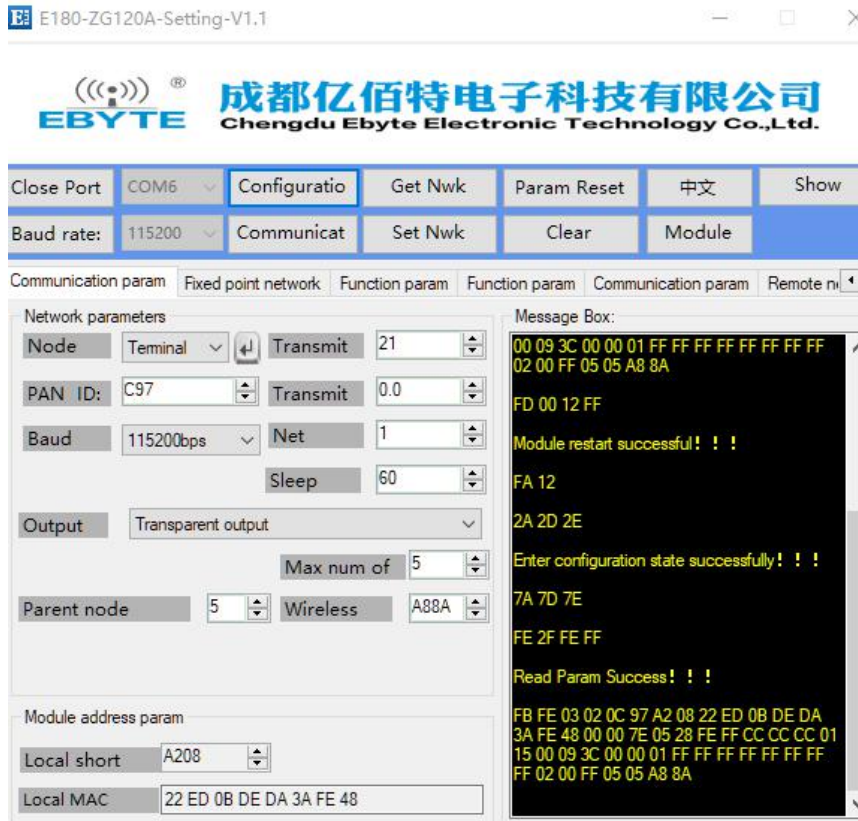 E180-ZG120A-Setting-V1.1
((( ))) ®
EBYTE
成都亿佰特电子科技有限公司
Chengdu Ebyte Electronic Technology Co.,Ltd.
Close Port COM6 Configuratio Get Nwk Param Reset 中文 Show
Baud rate: 115200 Communicat Set Nwk Clear Module
Communication param Fixed point network Function param Function param Communication param Remote n
Network parameters
Node Terminal Transmit 21
PAN ID: C97 Transmit 0.0
Baud 115200bps Net 1
Sleep 60
Output Transparent output
Max num of 5
Parent node 5 Wireless A88A
Module address param
Local short A208
Local MAC 22 ED 0B DE DA 3A FE 48
Message Box:
00 09 3C 00 00 01 FF FF FF FF FF FF FF FF
02 00 FF 05 05 A8 8A
FD 00 12 FF
Module restart successful! ! !
FA 12
2A 2D 2E
Enter configuration state successfully! ! !
7A 7D 7E
FE 2F FE FF
Read Param Success! ! !
FB FE 03 02 0C 97 A2 08 22 ED 0B DE DA
3A FE 48 00 00 7E 05 28 FE FF CC CC CC 01
15 00 09 3C 00 00 01 FF FF FF FF FF FF FF
FF 02 00 FF 05 05 A8 8A